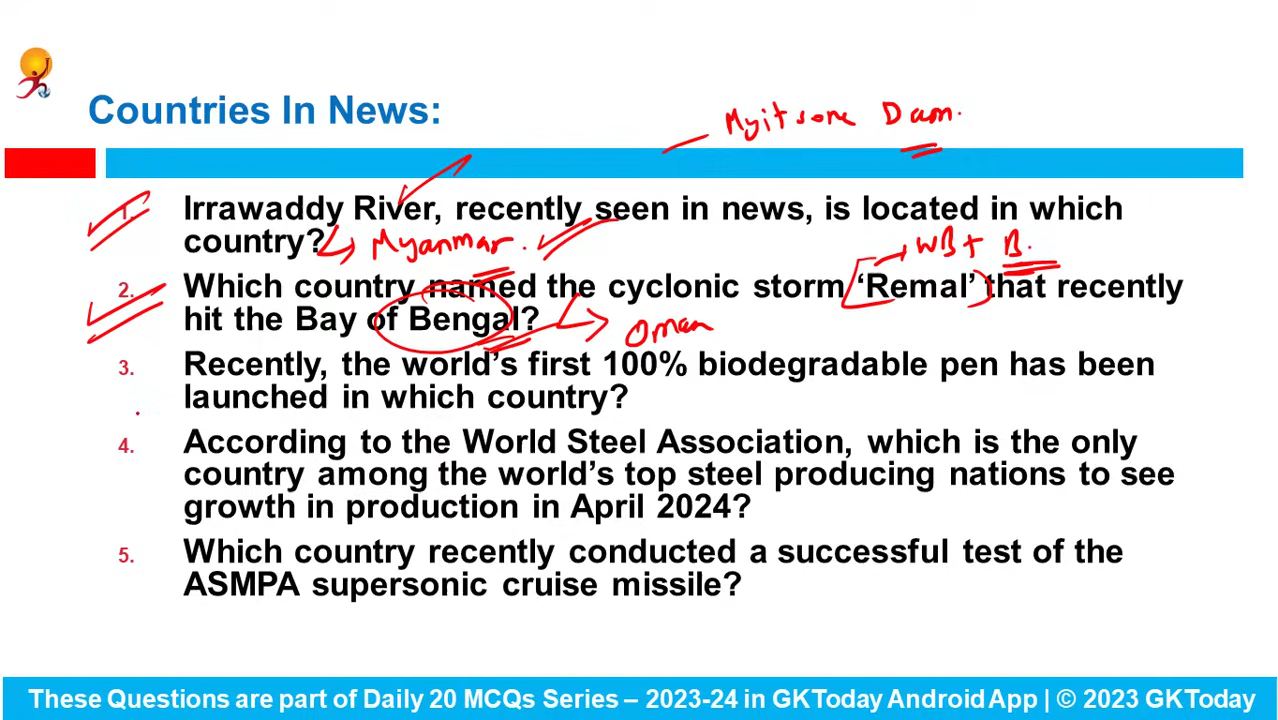 Countries In News:
Myitsone Dam.
1. Irrawaddy River, recently seen in news, is located in which
country? Myanmar.
WB + B.
2. Which country named the cyclonic storm ‘Remal’ that recently
hit the Bay of Bengal?
Oman
3. Recently, the world’s first 100% biodegradable pen has been
launched in which country?
4. According to the World Steel Association, which is the only
country among the world’s top steel producing nations to see
growth in production in April 2024?
5. Which country recently conducted a successful test of the
ASMPA supersonic cruise missile?
These Questions are part of Daily 20 MCQs Series – 2023-24 in GKToday Android App | © 2023 GKToday